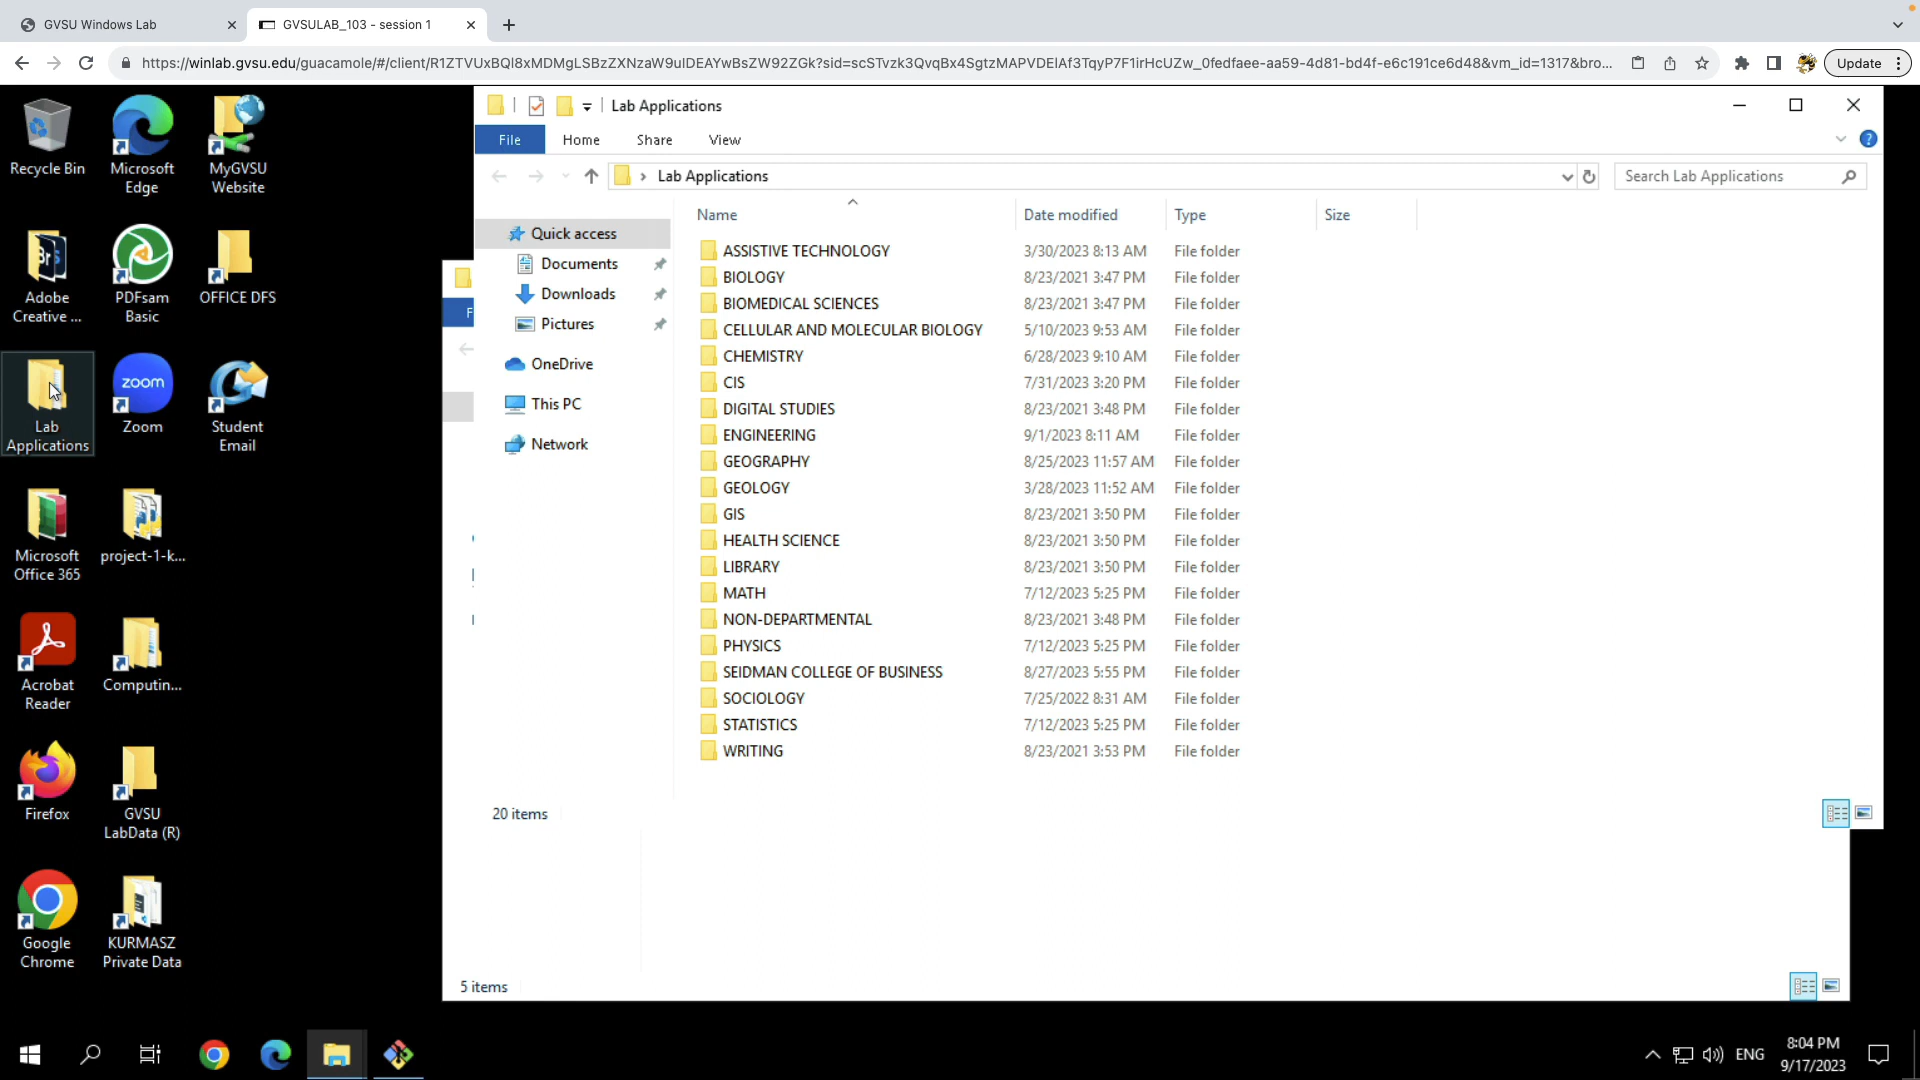 GVSU Windows Lab
GVSULAB_103 - session 1
https://winlab.gvsu.edu/guacamole/#/client/R1ZTVUxBQl8xMDMgLSBzZXNzaW9uIDEAYwBsZW92ZGk?sid=scSTvzk3QvqBx4SgtzMAPVDElAf3TqyP7F1irHcUZw_0fedfaee-aa59-4d81-bd4f-e6c191ce6d48&vm_id=1317&bro...
Update
Recycle Bin
Microsoft Edge
MyGVSU Website
Adobe Creative ...
PDFsam Basic
OFFICE DFS
Lab Applications
zoom
Zoom
Student Email
Microsoft Office 365
project-1-k...
Acrobat Reader
Computin...
Firefox
GVSU LabData (R)
Google Chrome
KURMASZ Private Data
Lab Applications
File
Home
Share
View
Lab Applications
Search Lab Applications
Quick access
Documents
Downloads
Pictures
OneDrive
This PC
Network
Name Date modified Type Size
ASSISTIVE TECHNOLOGY 3/30/2023 8:13 AM File folder
BIOLOGY 8/23/2021 3:47 PM File folder
BIOMEDICAL SCIENCES 8/23/2021 3:47 PM File folder
CELLULAR AND MOLECULAR BIOLOGY 5/10/2023 9:53 AM File folder
CHEMISTRY 6/28/2023 9:10 AM File folder
CIS 7/31/2023 3:20 PM File folder
DIGITAL STUDIES 8/23/2021 3:48 PM File folder
ENGINEERING 9/1/2023 8:11 AM File folder
GEOGRAPHY 8/25/2023 11:57 AM File folder
GEOLOGY 3/28/2023 11:52 AM File folder
GIS 8/23/2021 3:50 PM File folder
HEALTH SCIENCE 8/23/2021 3:50 PM File folder
LIBRARY 8/23/2021 3:50 PM File folder
MATH 7/12/2023 5:25 PM File folder
NON-DEPARTMENTAL 8/23/2021 3:48 PM File folder
PHYSICS 7/12/2023 5:25 PM File folder
SEIDMAN COLLEGE OF BUSINESS 8/27/2023 5:55 PM File folder
SOCIOLOGY 7/25/2022 8:31 AM File folder
STATISTICS 7/12/2023 5:25 PM File folder
WRITING 8/23/2021 3:53 PM File folder
20 items
5 items
ENG
8:04 PM
9/17/2023